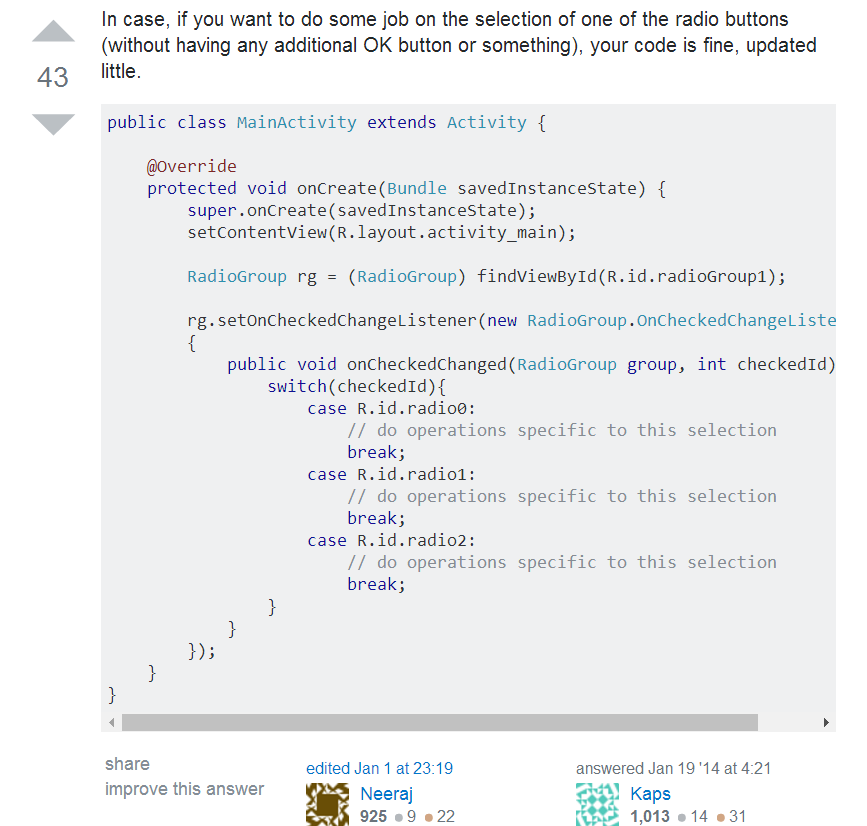 In case, if you want to do some job on the selection of one of the radio buttons
(without having any additional OK button or something), your code is fine, updated
little.
43
public class MainActivity extends Activity {
@Override
protected void onCreate(Bundle savedInstanceState) {
super.onCreate(savedInstanceState);
setContentView(R.layout.activity_main);
RadioGroup rg = (RadioGroup) findViewById(R.id.radioGroup1);
rg.setOnCheckedChangeListener(new RadioGroup.OnCheckedChangeListe
{
public void onCheckedChanged(RadioGroup group, int checkedId)
switch(checkedId){
case R.id.radio0:
// do operations specific to this selection
break;
case R.id.radio1:
// do operations specific to this selection
break;
case R.id.radio2:
// do operations specific to this selection
break;
}
}
});
}
}
share
improve this answer
edited Jan 1 at 23:19
Neeraj
925 ● 9 ● 22
answered Jan 19 '14 at 4:21
Kaps
1,013 ● 14 ● 31